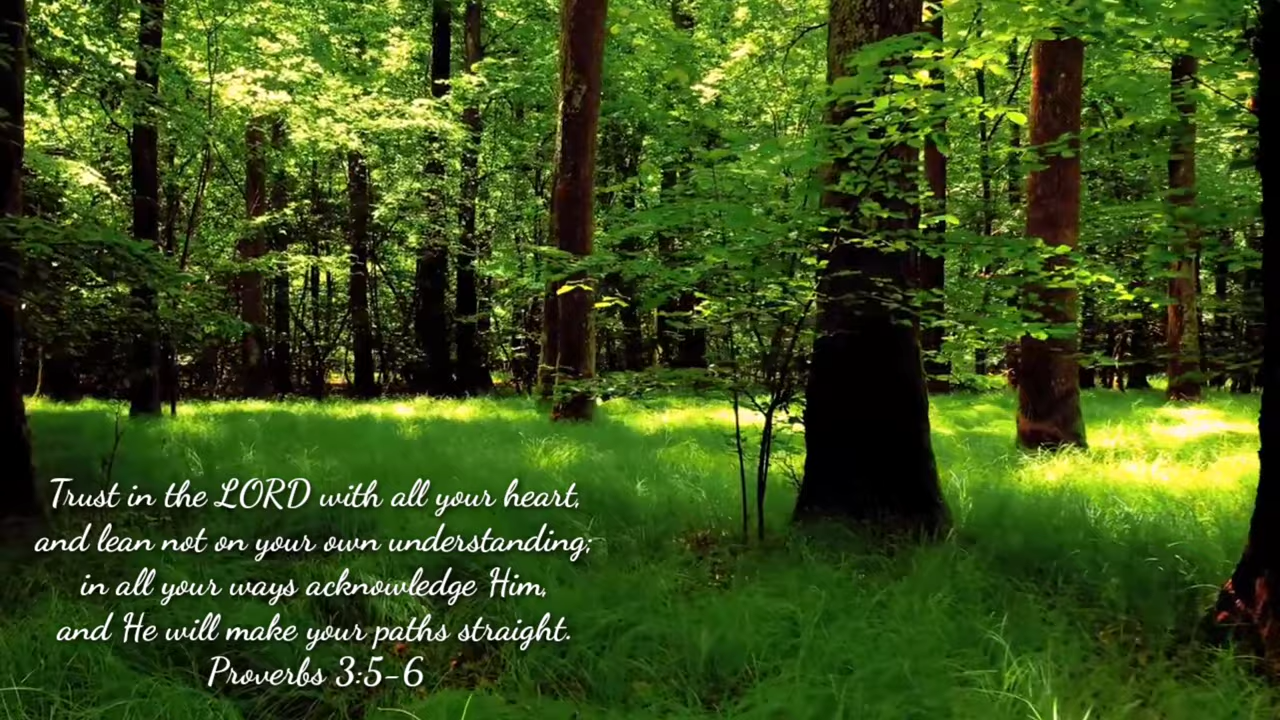 Trust in the LORD with all your heart,
and lean not on your own understanding;
in all your ways acknowledge Him,
and He will make your paths straight.
Proverbs 3:5-6